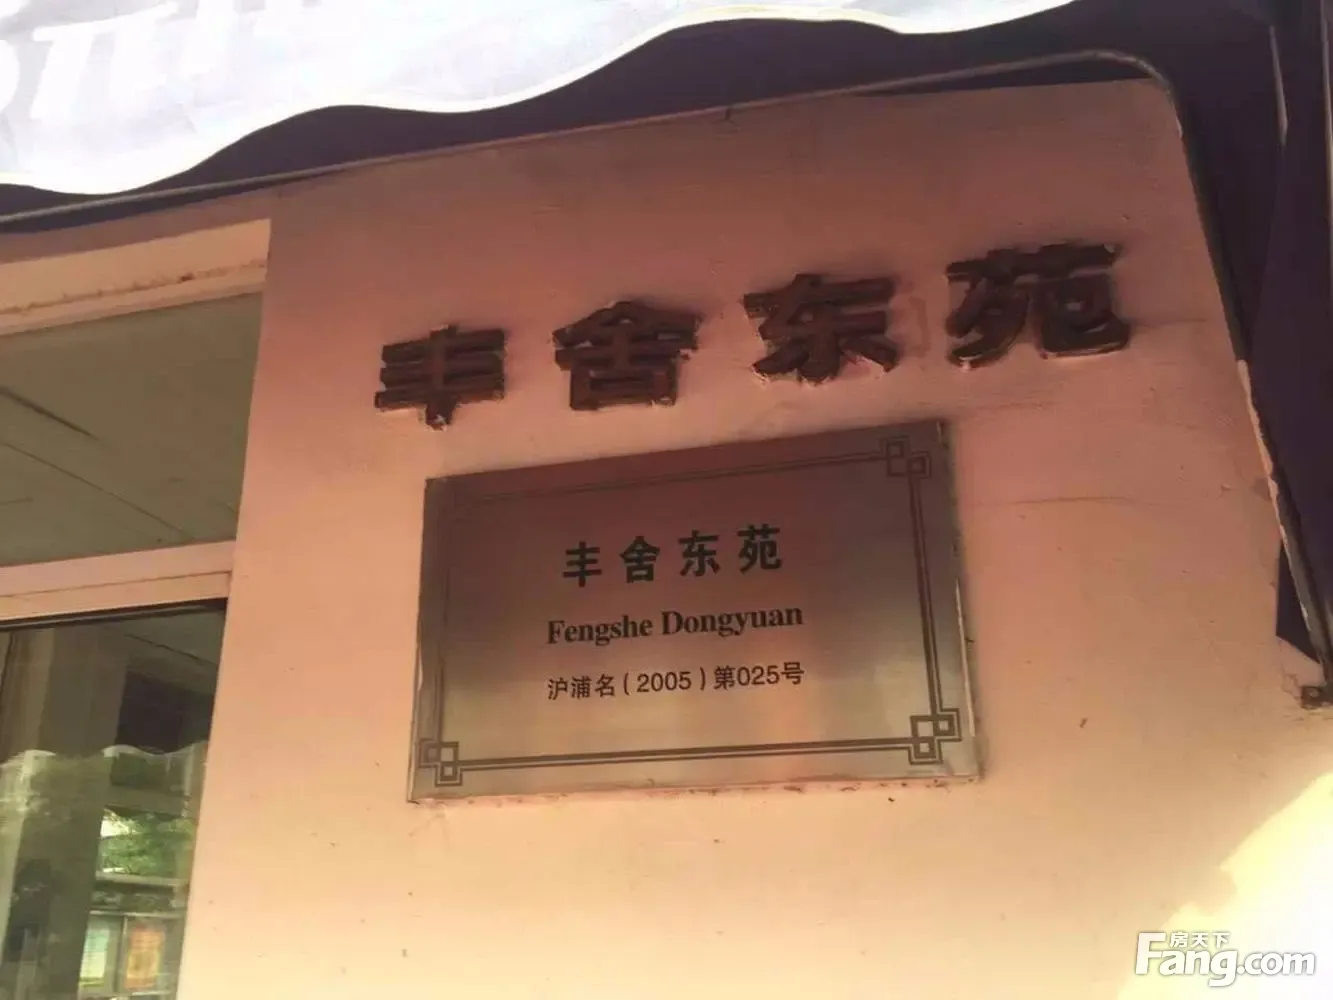 丰舍东苑
丰舍东苑
Fengshe Dongyuan
沪浦名(2005)第025号
房天下
Fang.com